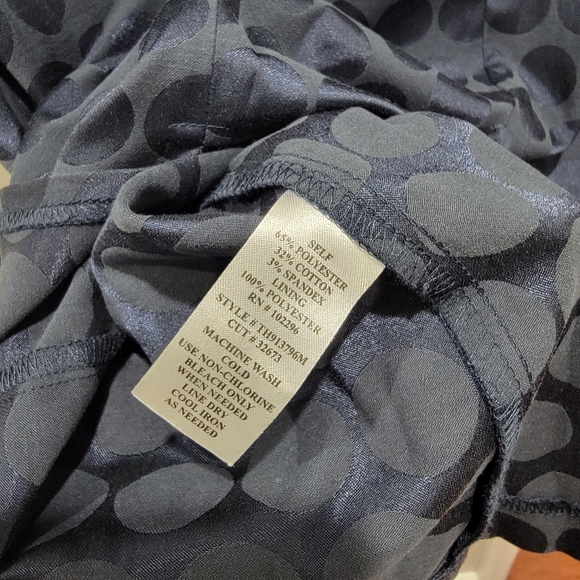 SELF
65% POLYESTER
32% COTTON
3% SPANDEX
LINING
100% POLYESTER
RN # 102296
STYLE # TH913796M
CUT # 32673
MACHINE WASH
COLD
USE NON-CHLORINE
BLEACH ONLY
WHEN NEEDED
LINE DRY
COOL IRON
AS NEEDED